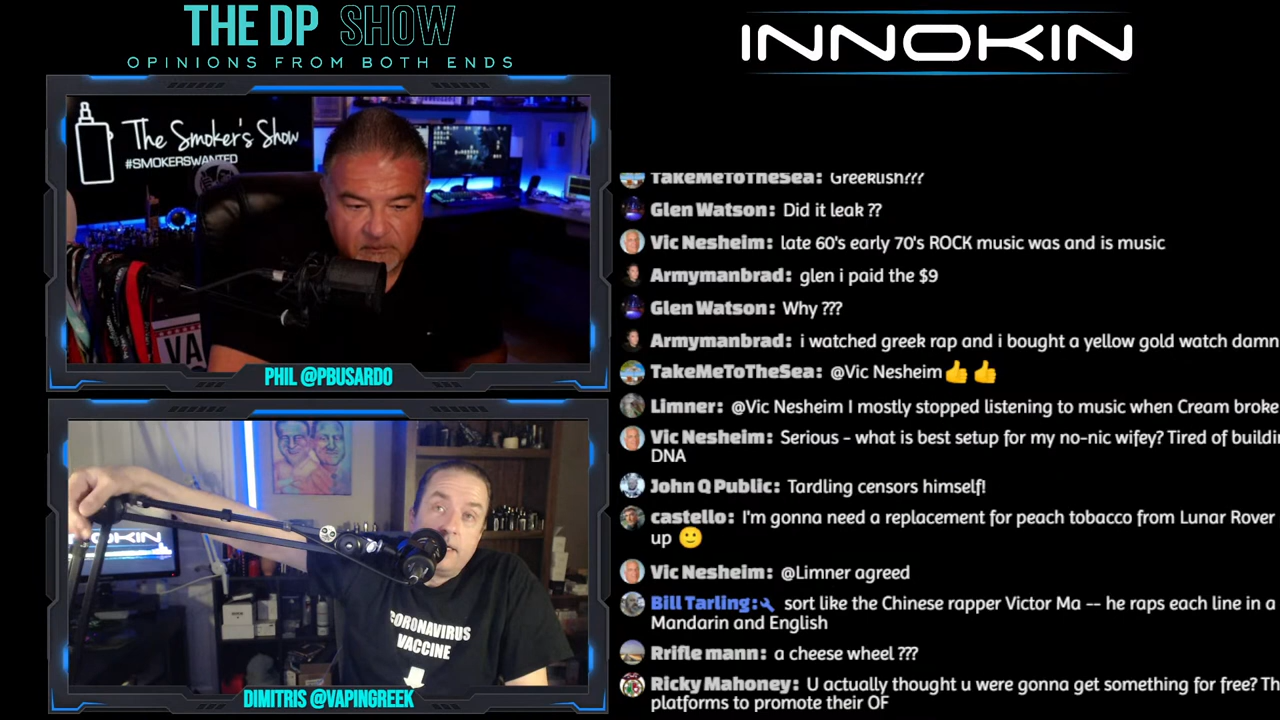 THE DP SHOW
OPINIONS FROM BOTH ENDS
INNOKIN
The Smoker's Show
#SMOKERSWANTED
VA
PHIL @PBUSARDO
OKIN
CORONAVIRUS
VACCINE
DIMITRIS @VAPINGREEK
TakeMeToTheSea: Greeklish???
Glen Watson: Did it leak ??
Vic Nesheim: late 60's early 70's ROCK music was and is music
Armymanbrad: glen i paid the $9
Glen Watson: Why ???
Armymanbrad: i watched greek rap and i bought a yellow gold watch damn
TakeMeToTheSea: @Vic Nesheim👍 👍
Limner: @Vic Nesheim I mostly stopped listening to music when Cream broke
Vic Nesheim: Serious - what is best setup for my no-nic wifey? Tired of buildi
DNA
John Q Public: Tardling censors himself!
castello: I'm gonna need a replacement for peach tobacco from Lunar Rover
up 🙂
Vic Nesheim: @Limner agreed
Bill Tarling: sort like the Chinese rapper Victor Ma -- he raps each line in a
Mandarin and English
Rrifle mann: a cheese wheel ???
Ricky Mahoney: U actually thought u were gonna get something for free? Th
platforms to promote their OF